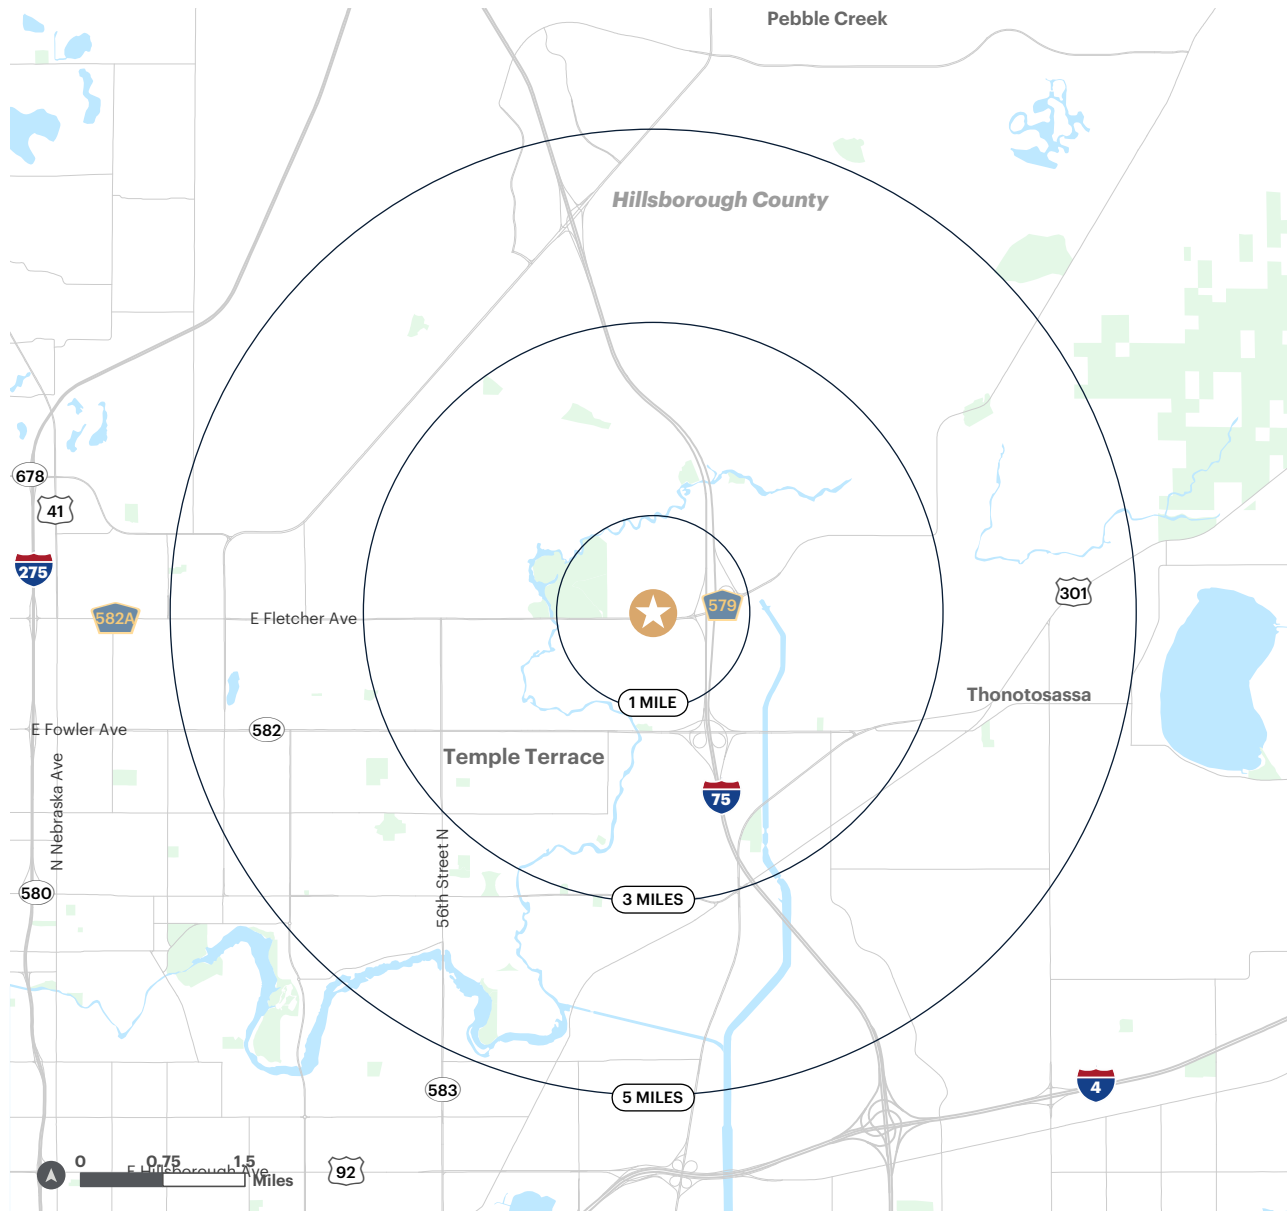 Pebble Creek
Hillsborough County
678
41
275
582A
E Fletcher Ave
579
301
1 MILE
Thonotosassa
E Fowler Ave
582
Temple Terrace
75
N Nebraska Ave
56th Street N
580
3 MILES
583
5 MILES
4
0 0.75 1.5
E Hillsborough Ave
Miles
92